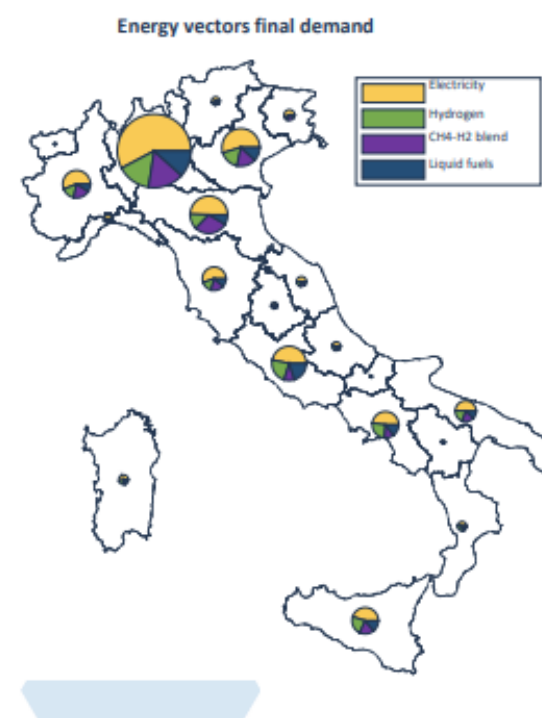 Energy vectors final demand
Electricity
Hydrogen
CH4-H2 blend
Liquid fuels